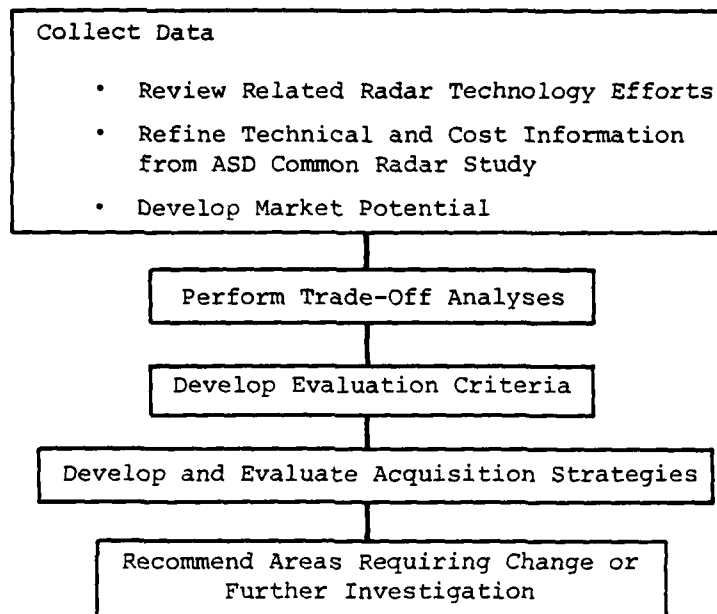 Collect Data
• Review Related Radar Technology Efforts
• Refine Technical and Cost Information
from ASD Common Radar Study
• Develop Market Potential
Perform Trade-Off Analyses
Develop Evaluation Criteria
Develop and Evaluate Acquisition Strategies
Recommend Areas Requiring Change or
Further Investigation